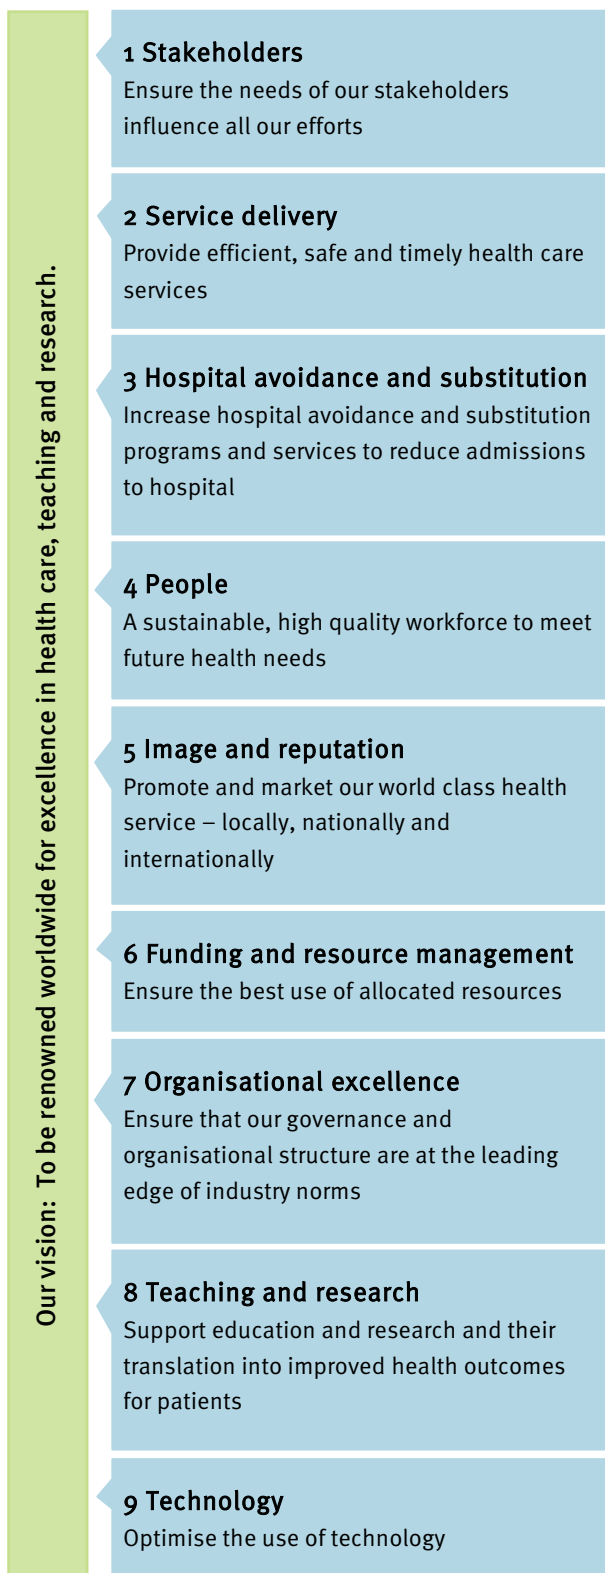 Our vision:  To be renowned worldwide for excellence in health care, teaching and research.
1 Stakeholders
Ensure the needs of our stakeholders
influence all our efforts
2 Service delivery
Provide efficient, safe and timely health care
services
3 Hospital avoidance and substitution
Increase hospital avoidance and substitution
programs and services to reduce admissions
to hospital
4 People
A sustainable, high quality workforce to meet
future health needs
5 Image and reputation
Promote and market our world class health
service – locally, nationally and
internationally
6 Funding and resource management
Ensure the best use of allocated resources
7 Organisational excellence
Ensure that our governance and
organisational structure are at the leading
edge of industry norms
8 Teaching and research
Support education and research and their
translation into improved health outcomes
for patients
9 Technology
Optimise the use of technology